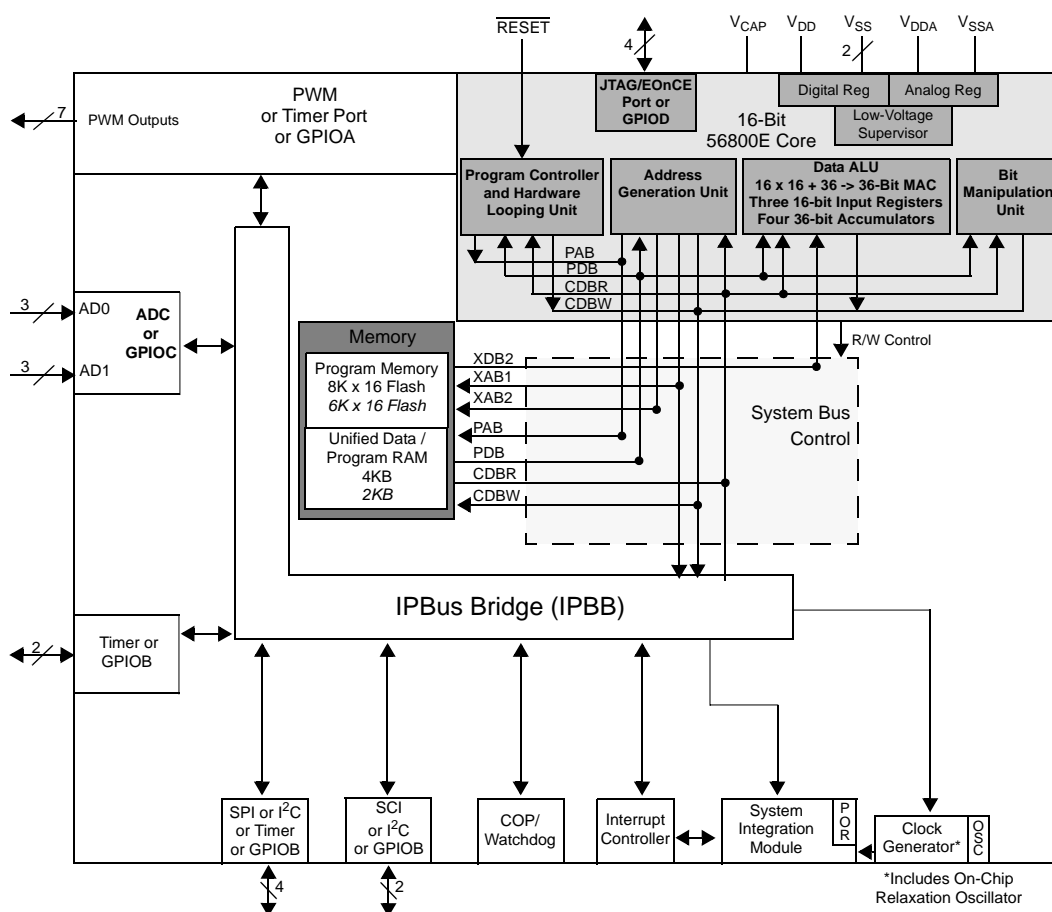 RESET
4
VCAP
VDD
VSS
VDDA
VSSA
2
7
PWM Outputs
PWM
or Timer Port
or GPIOA
JTAG/EOnCE
Port or
GPIOD
Digital Reg
Analog Reg
Low-Voltage
Supervisor
16-Bit
56800E Core
Program Controller
and Hardware
Looping Unit
Address
Generation Unit
Data ALU
16 x 16 + 36 -> 36-Bit MAC
Three 16-bit Input Registers
Four 36-bit Accumulators
Bit
Manipulation
Unit
PAB
PDB
CDBR
CDBW
3
AD0
3
AD1
ADC
or
GPIOC
Memory
Program Memory
8K x 16 Flash
6K x 16 Flash
Unified Data /
Program RAM
4KB
2KB
XDB2
XAB1
XAB2
PAB
PDB
CDBR
CDBW
R/W Control
System Bus
Control
IPBus Bridge (IPBB)
2
Timer or
GPIOB
SPI or I2C
or Timer
or GPIOB
4
SCI
or I2C
or GPIOB
2
COP/
Watchdog
Interrupt
Controller
System
Integration
Module
POR
Clock
Generator*
OSC
*Includes On-Chip
Relaxation Oscillator